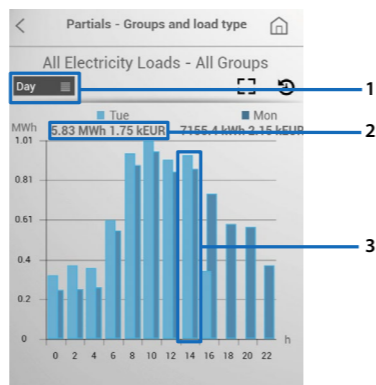 Partials - Groups and load type
All Electricity Loads - All Groups
Day
1
Tue
Mon
MWh
5.83 MWh 1.75 kEUR
7155.4 kWh 2.15 kEUR
2
1.01
0.81
0.61
3
0.4
0.2
0
h
0 2 4 6 8 10 12 14 16 18 20 22